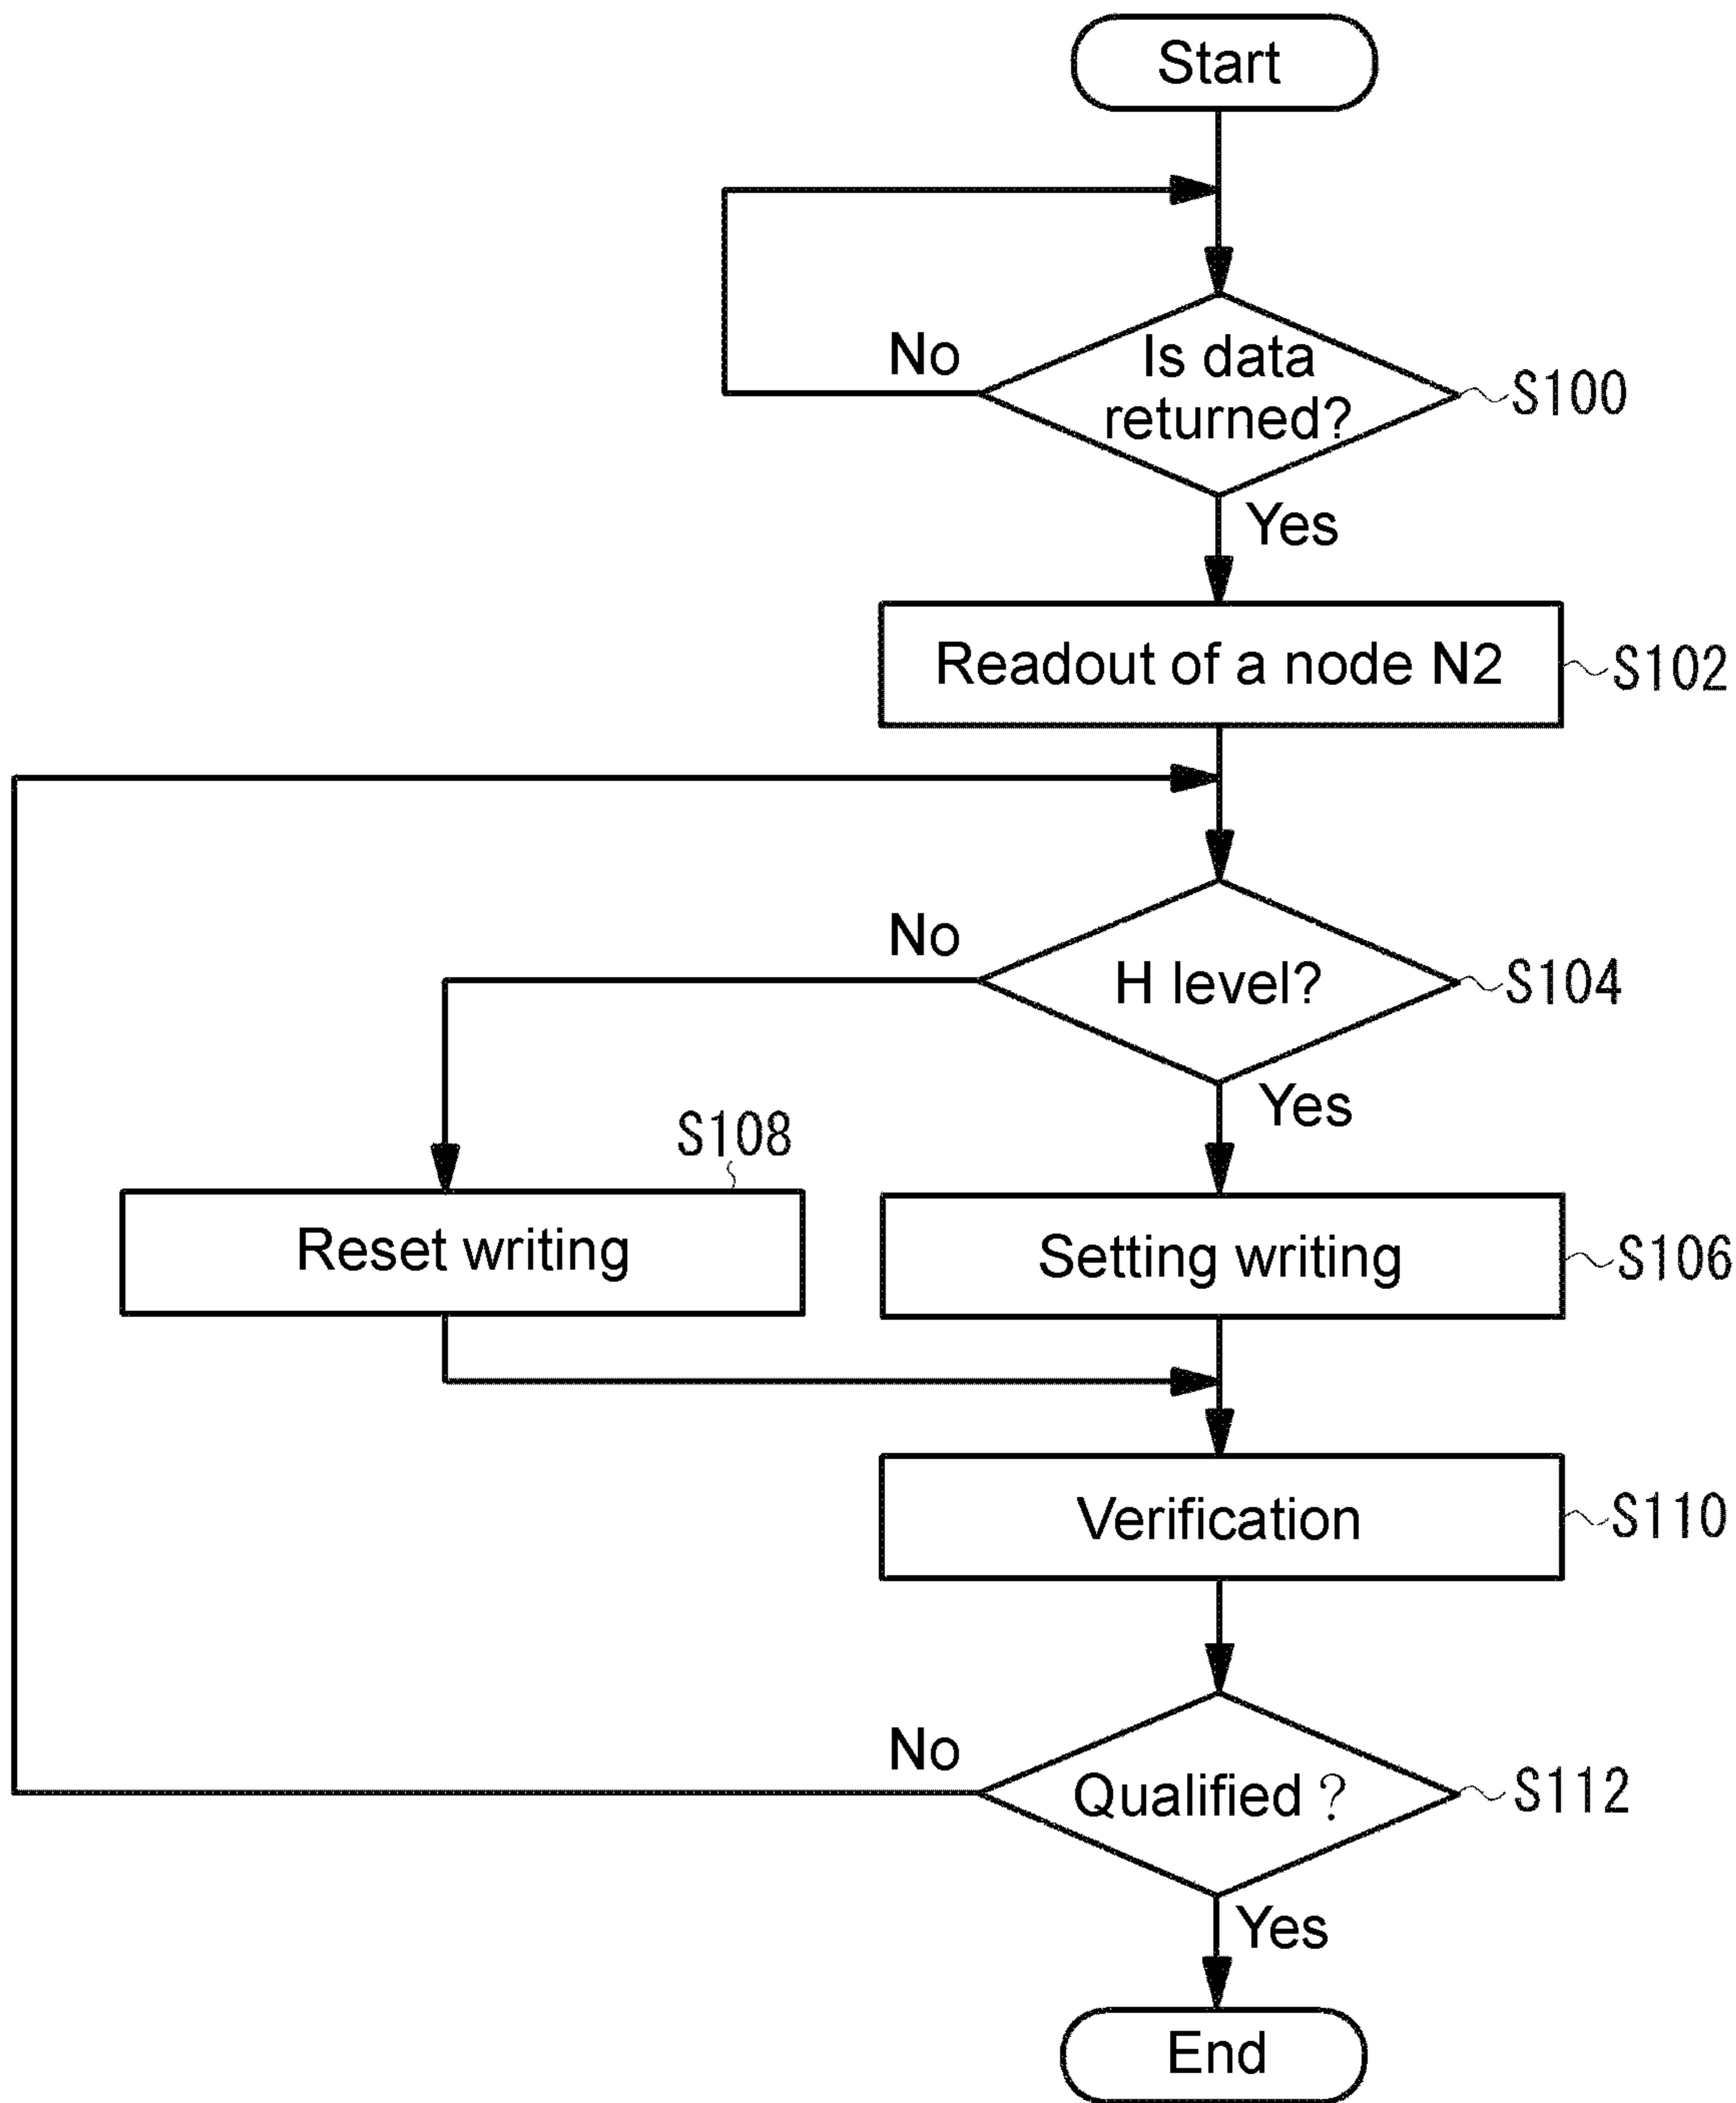 Start
No
Is data
returned?
S100
Yes
Readout of a node N2
S102
No
H level?
S104
Yes
S108
Reset writing
Setting writing
S106
Verification
S110
No
Qualified？
S112
Yes
End